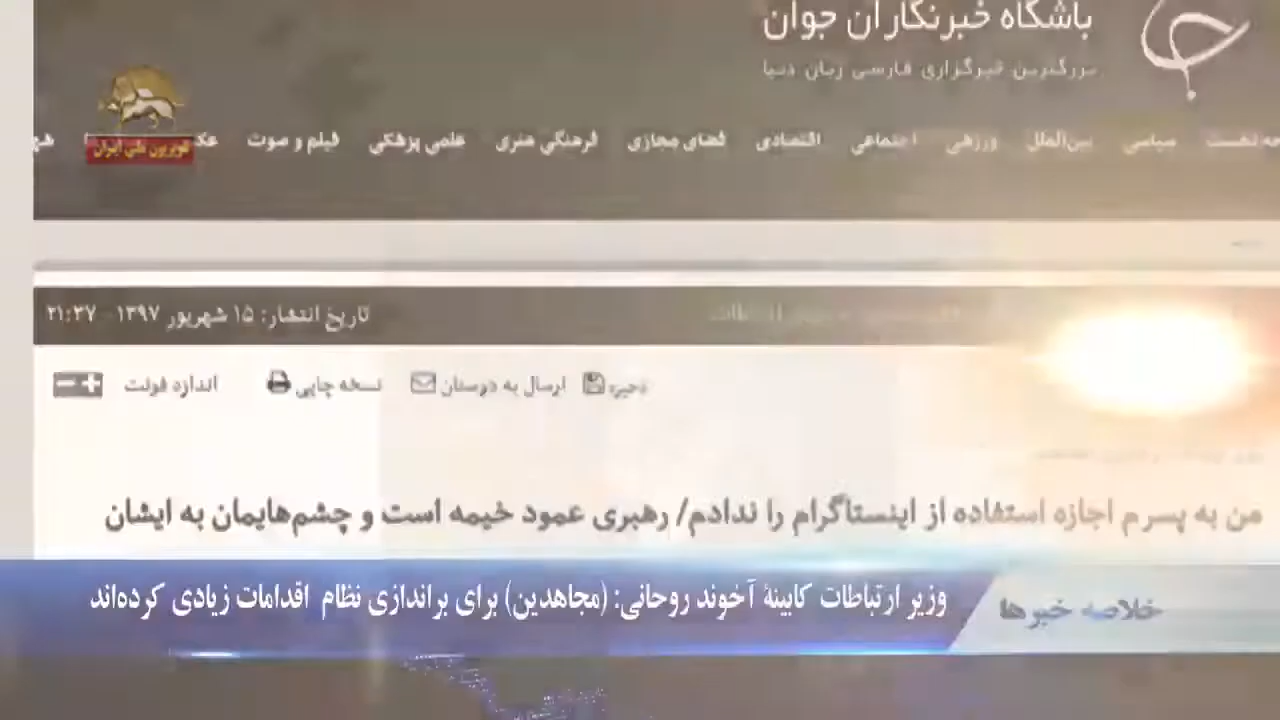 باشگاه خبرنگاران جوان
بزرگترین خبرگزاری فارسی زبان دنیا
سیاسی بین‌الملل ورزشی اجتماعی اقتصادی فضای مجازی فرهنگی هنری علمی پزشکی فیلم و صوت عکس
تلویزیون ملی ایران
تاریخ انتشار: ۱۵ شهریور ۱۳۹۷ - ۲۱:۳۷
ذخیره ارسال به دوستان نسخه چاپی اندازه فونت
من به پسرم اجازه استفاده از اینستاگرام را ندادم/ رهبری عمود خیمه است و چشم‌هایمان به ایشان
خلاصه خبرها
وزیر ارتباطات کابینهٔ آخوند روحانی: (مجاهدین) برای براندازی نظام اقدامات زیادی کرده‌اند